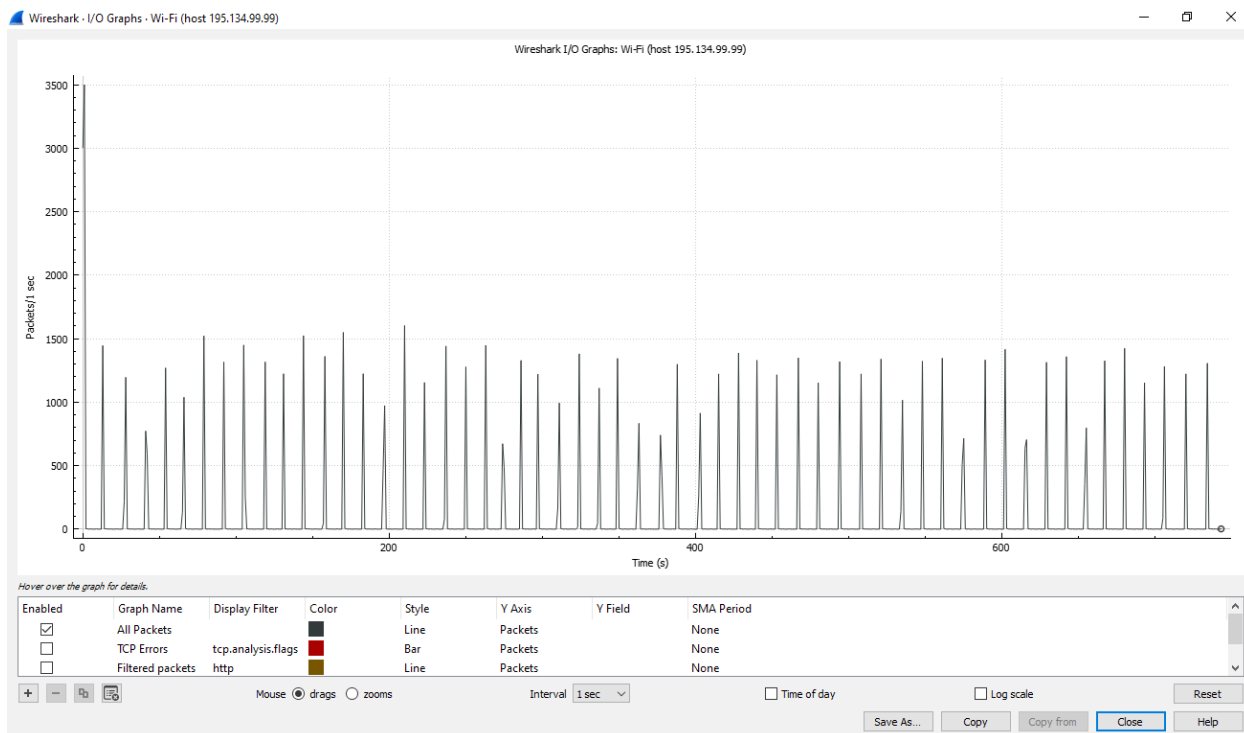 Wireshark · I/O Graphs · Wi-Fi (host 195.134.99.99)
Wireshark I/O Graphs: Wi-Fi (host 195.134.99.99)
3500
3000
2500
2000
1500
1000
500
0
Packets/1 sec
0 200 400 600
Time (s)
Hover over the graph for details.
Enabled Graph Name Display Filter Color Style Y Axis Y Field SMA Period
All Packets Line Packets None
TCP Errors tcp.analysis.flags Bar Packets None
Filtered packets http Line Packets None
Mouse drags zooms Interval 1 sec Time of day Log scale Reset
Save As... Copy Copy from Close Help